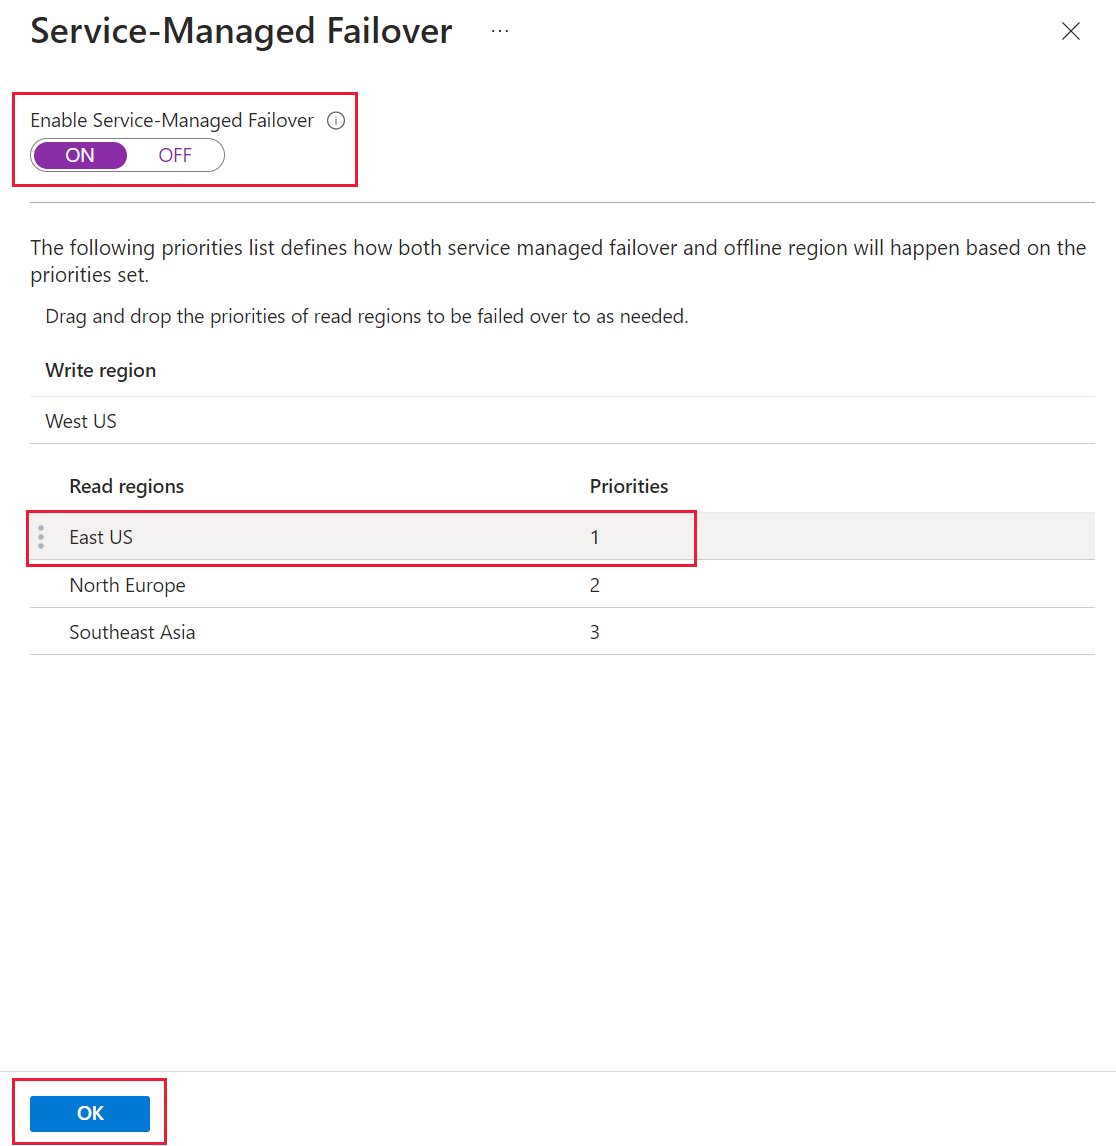 Service-Managed Failover ...
Enable Service-Managed Failover
ON OFF
The following priorities list defines how both service managed failover and offline region will happen based on the
priorities set.
Drag and drop the priorities of read regions to be failed over to as needed.
Write region
West US
Read regions Priorities
East US 1
North Europe 2
Southeast Asia 3
OK